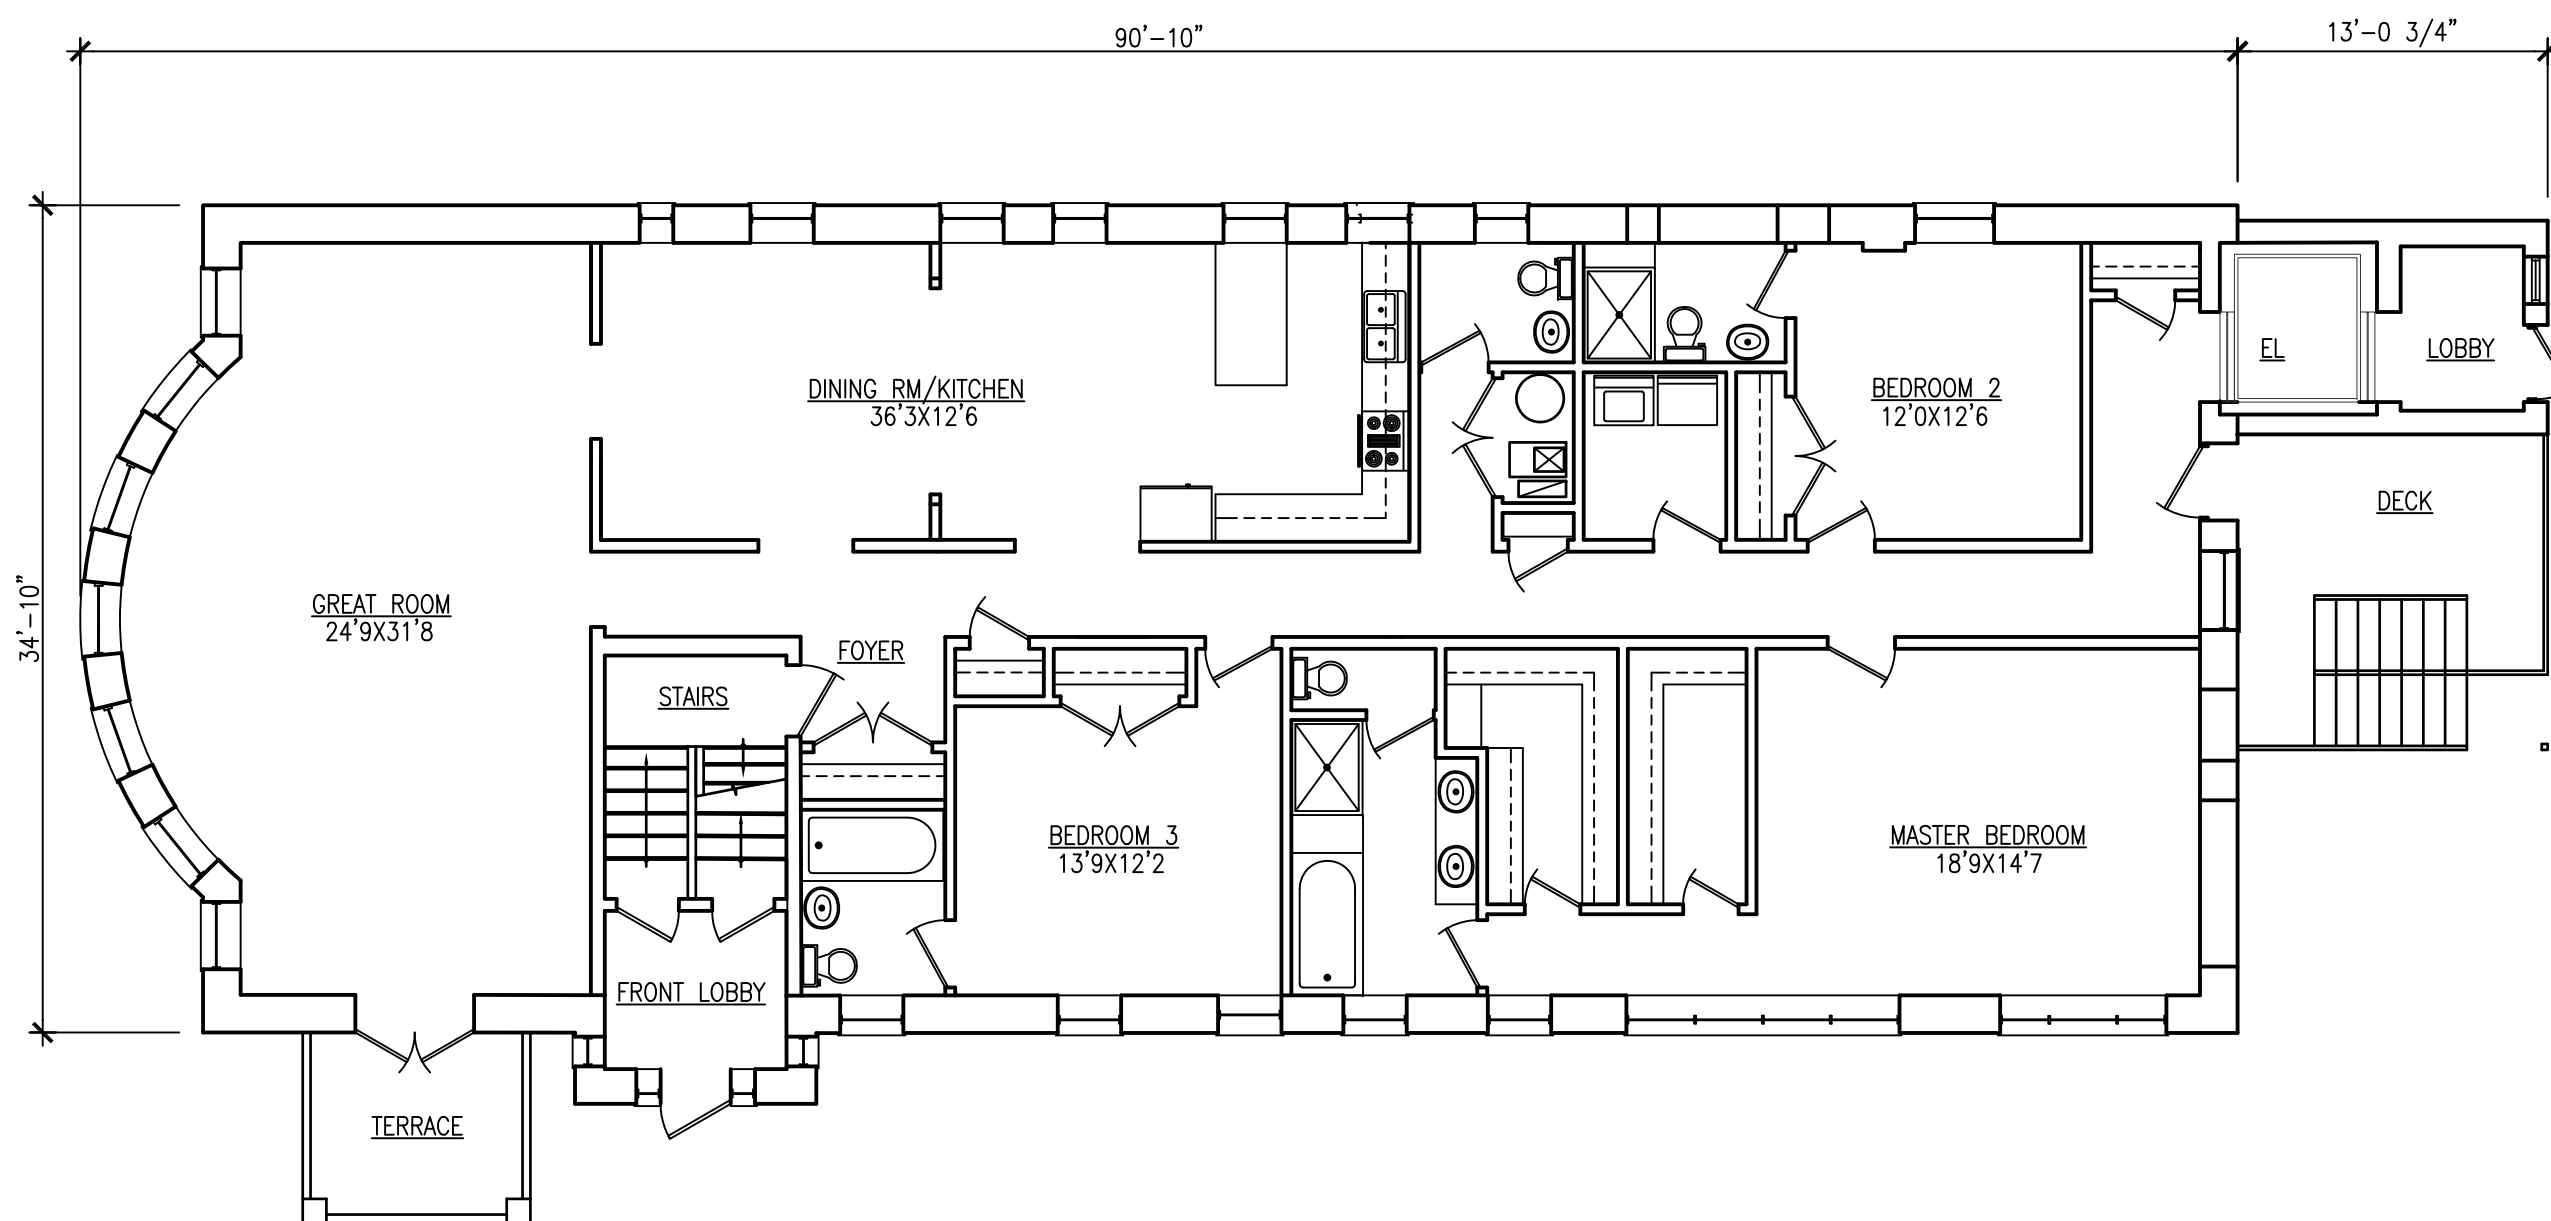 90'-10"
13'-0 3/4"
34'-10"
EL
LOBBY
DINING RM/KITCHEN
36'3X12'6
BEDROOM 2
12'0X12'6
DECK
GREAT ROOM
24'9X31'8
FOYER
STAIRS
BEDROOM 3
13'9X12'2
MASTER BEDROOM
18'9X14'7
FRONT LOBBY
TERRACE